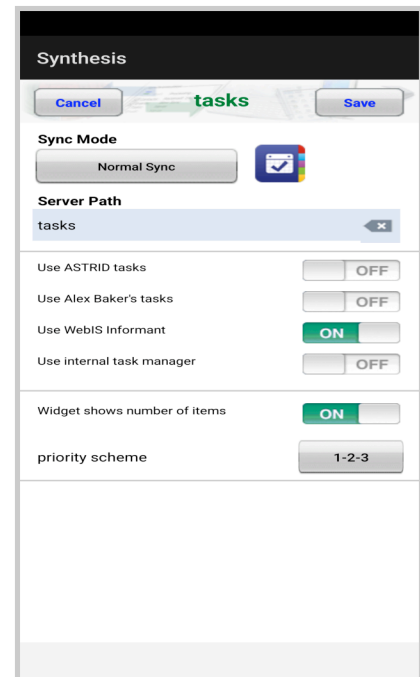 Synthesis
Cancel tasks Save
Sync Mode
Normal Sync
Server Path
tasks
Use ASTRID tasks OFF
Use Alex Baker's tasks OFF
Use WebIS Informant ON
Use internal task manager OFF
Widget shows number of items ON
priority scheme 1-2-3